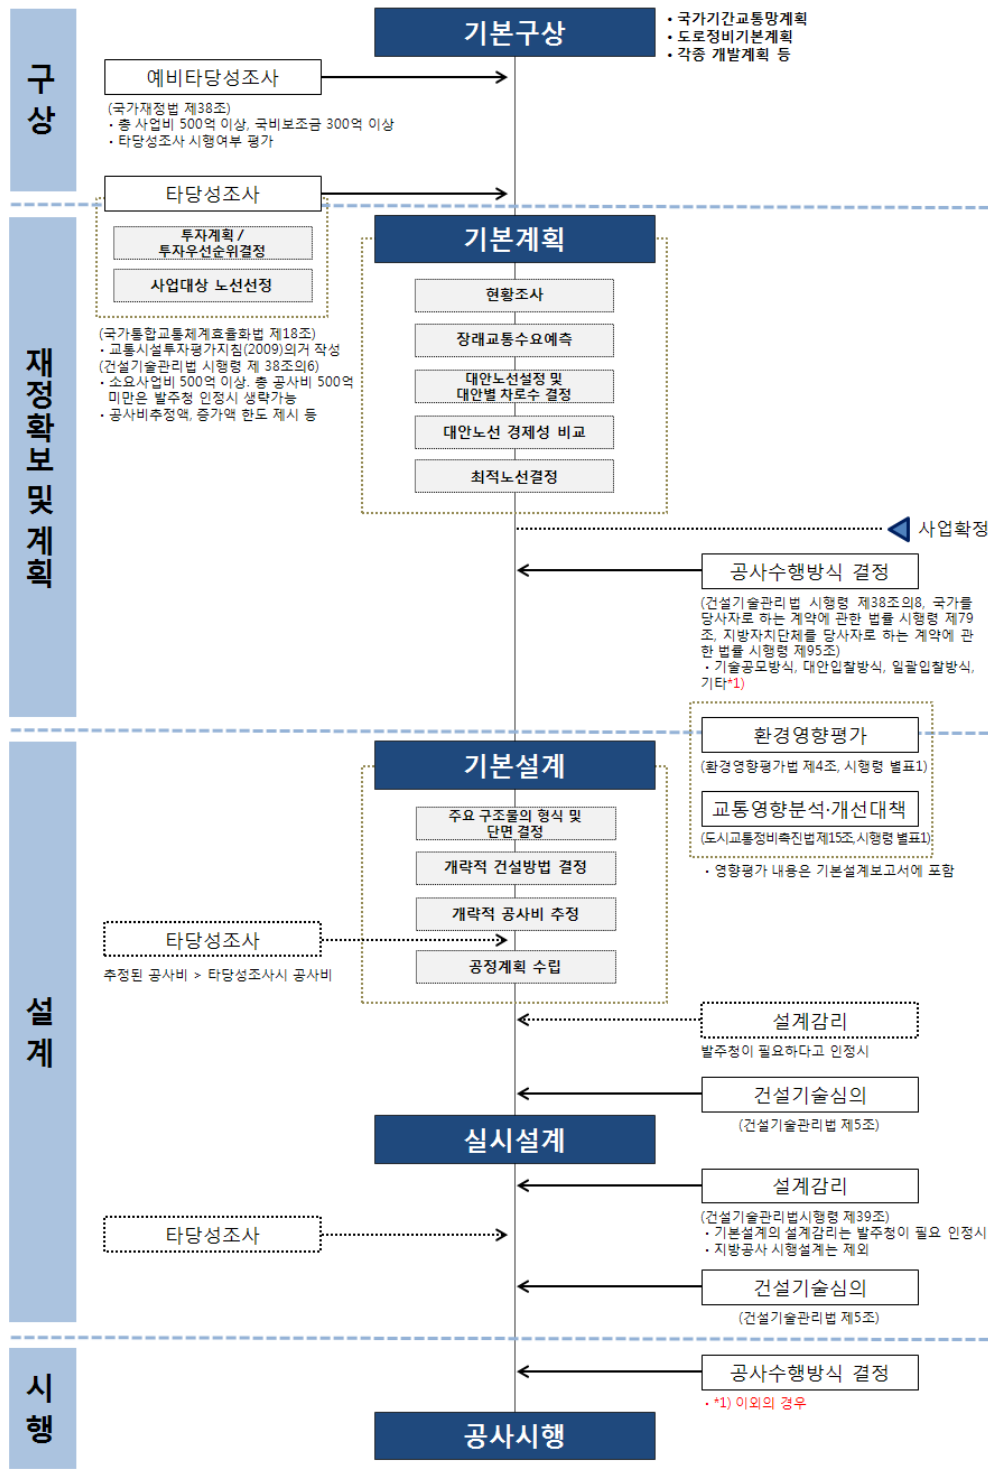 구상
기본구상
• 국가기간교통망계획
• 도로정비기본계획
• 각종 개발계획 등
예비타당성조사
(국가재정법 제38조)
• 총 사업비 500억 이상, 국비보조금 300억 이상
• 타당성조사 시행여부 평가
타당성조사
재정확보 및 계획
투자계획 /
투자우선순위결정
사업대상 노선선정
(국가통합교통체계효율화법 제18조)
• 교통시설투자평가지침(2009)의거 작성
(건설기술관리법 시행령 제 38조의6)
• 소요사업비 500억 이상. 총 공사비 500억
미만은 발주청 인정시 생략가능
• 공사비추정액, 증가액 한도 제시 등
기본계획
현황조사
장래교통수요예측
대안노선설정 및
대안별 차로수 결정
대안노선 경제성 비교
최적노선결정
사업확정
공사수행방식 결정
(건설기술관리법 시행령 제38조의8, 국가를
당사자로 하는 계약에 관한 법률 시행령 제79
조, 지방자치단체를 당사자로 하는 계약에 관
한 법률 시행령 제95조)
• 기술공모방식, 대안입찰방식, 일괄입찰방식,
기타*1)
설계
기본설계
환경영향평가
(환경영향평가법 제4조, 시행령 별표1)
교통영향분석·개선대책
(도시교통정비촉진법제15조,시행령 별표1)
• 영향평가 내용은 기본설계보고서에 포함
주요 구조물의 형식 및
단면 결정
개략적 건설방법 결정
개략적 공사비 추정
공정계획 수립
타당성조사
추정된 공사비 > 타당성조사시 공사비
설계감리
발주청이 필요하다고 인정시
건설기술심의
(건설기술관리법 제5조)
실시설계
설계감리
(건설기술관리법시행령 제39조)
• 기본설계의 설계감리는 발주청이 필요 인정시
• 지방공사 시행설계는 제외
타당성조사
건설기술심의
(건설기술관리법 제5조)
시행
공사수행방식 결정
• *1) 이외의 경우
공사시행